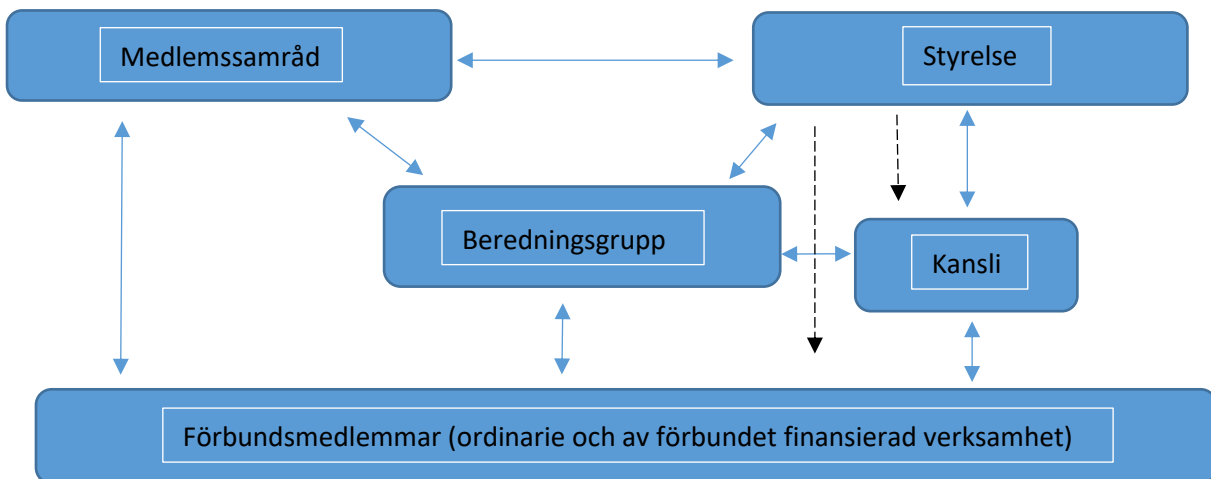 Medlemssamråd
Styrelse
Beredningsgrupp
Kansli
Förbundsmedlemmar (ordinarie och av förbundet finansierad verksamhet)